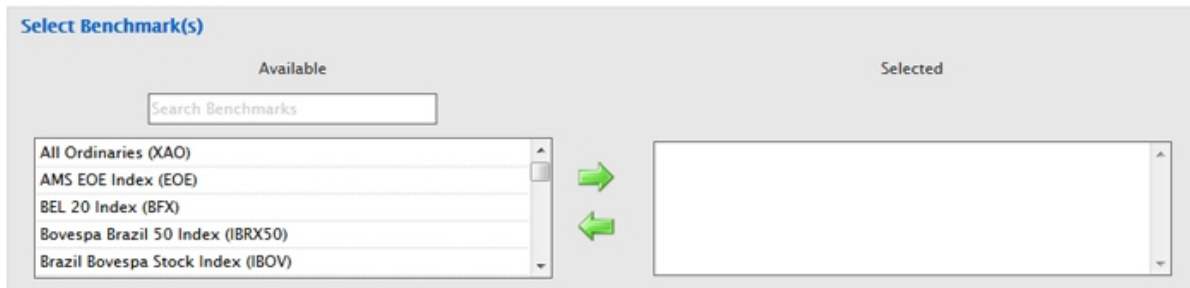 Select Benchmark(s)
Available
Selected
Search Benchmarks
All Ordinaries (XAO)
AMS EOE Index (EOE)
BEL 20 Index (BFX)
Bovespa Brazil 50 Index (IBRX50)
Brazil Bovespa Stock Index (IBOV)